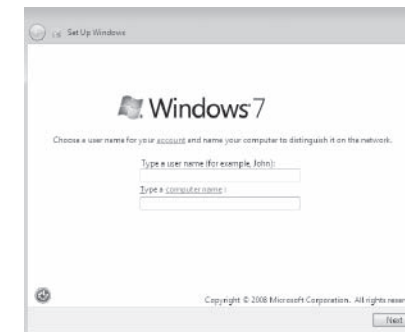 Set Up Windows
Windows 7
Choose a user name for your account and name your computer to distinguish it on the network.
Type a user name (for example, John):
Type a computer name:
Copyright © 2008 Microsoft Corporation. All rights reser
Next